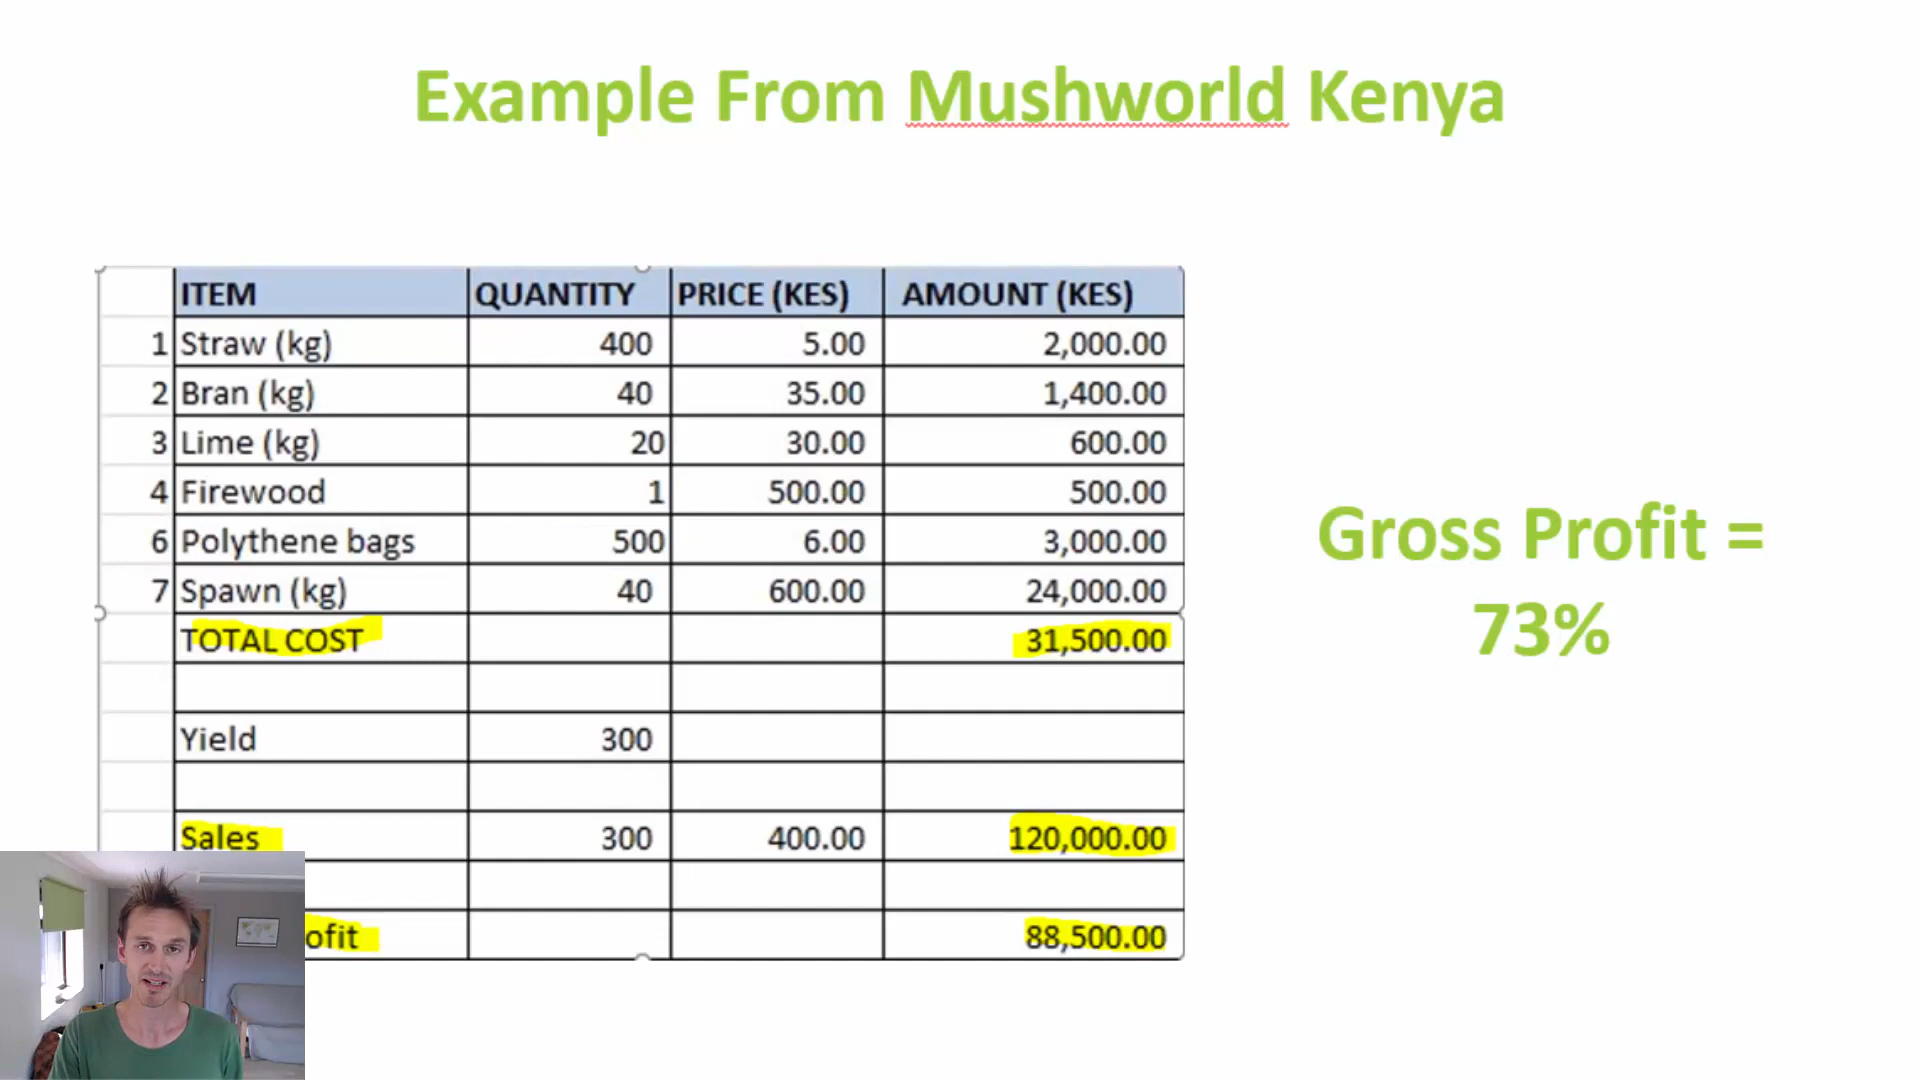 Example From Mushworld Kenya
ITEM QUANTITY PRICE (KES) AMOUNT (KES)
1 Straw (kg) 400 5.00 2,000.00
2 Bran (kg) 40 35.00 1,400.00
3 Lime (kg) 20 30.00 600.00
4 Firewood 1 500.00 500.00
6 Polythene bags 500 6.00 3,000.00
7 Spawn (kg) 40 600.00 24,000.00
TOTAL COST 31,500.00
Yield 300
Sales 300 400.00 120,000.00
ofit 88,500.00
Gross Profit =
73%